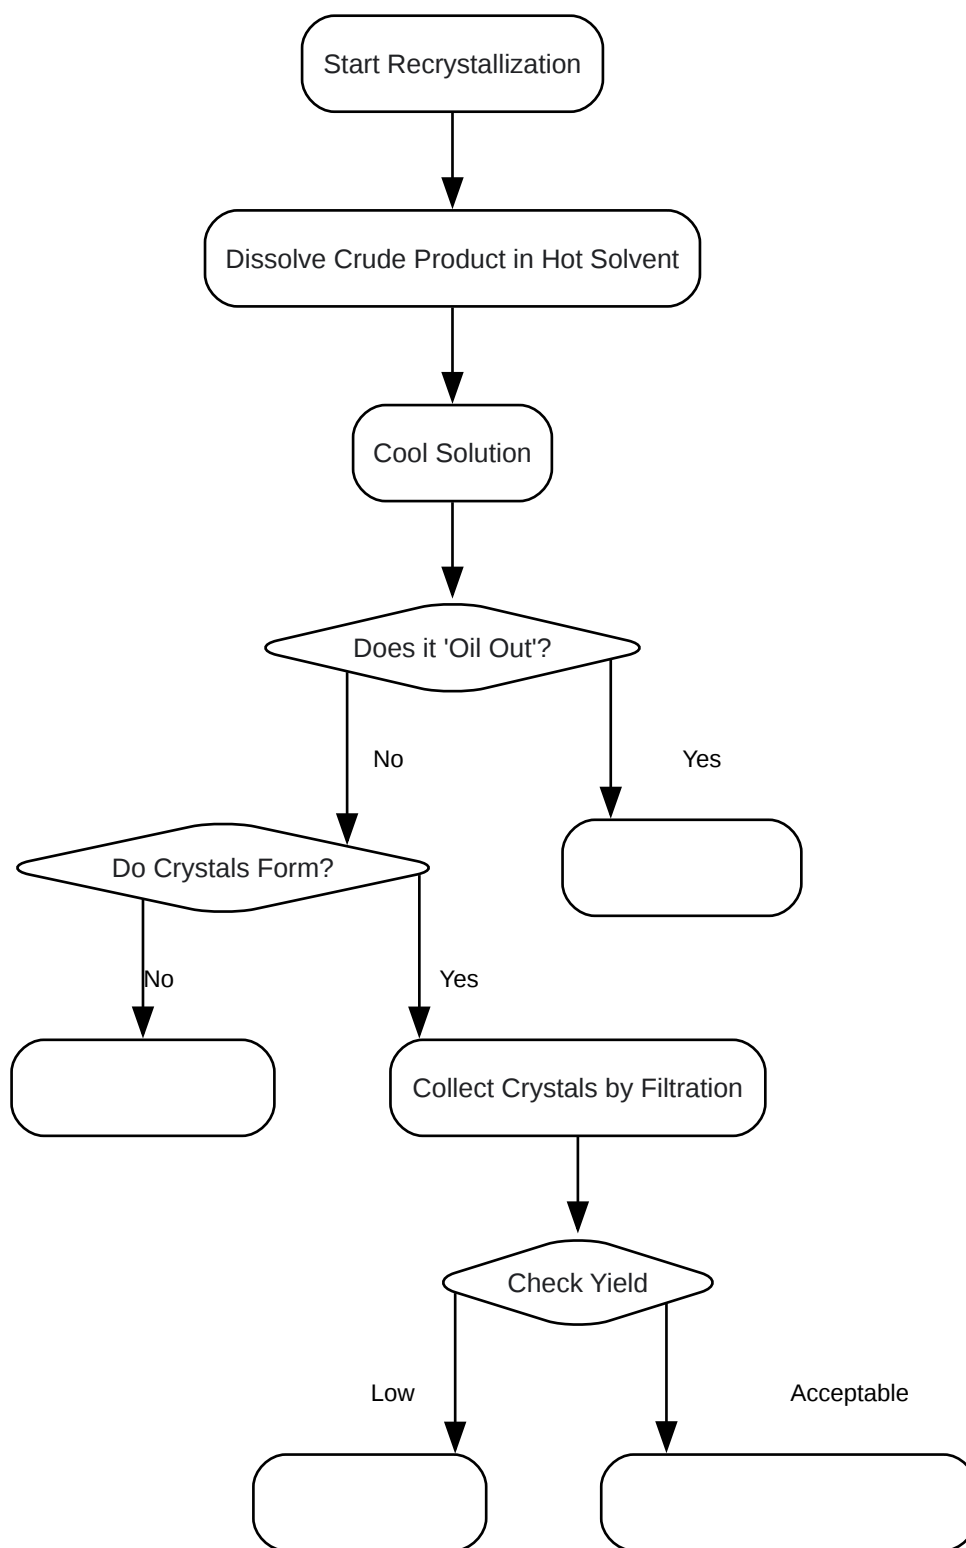 Start Recrystallization
Dissolve Crude Product in Hot Solvent
Cool Solution
Does it 'Oil Out'?
No
Yes
Do Crystals Form?
No
Yes
Collect Crystals by Filtration
Check Yield
Low
Acceptable